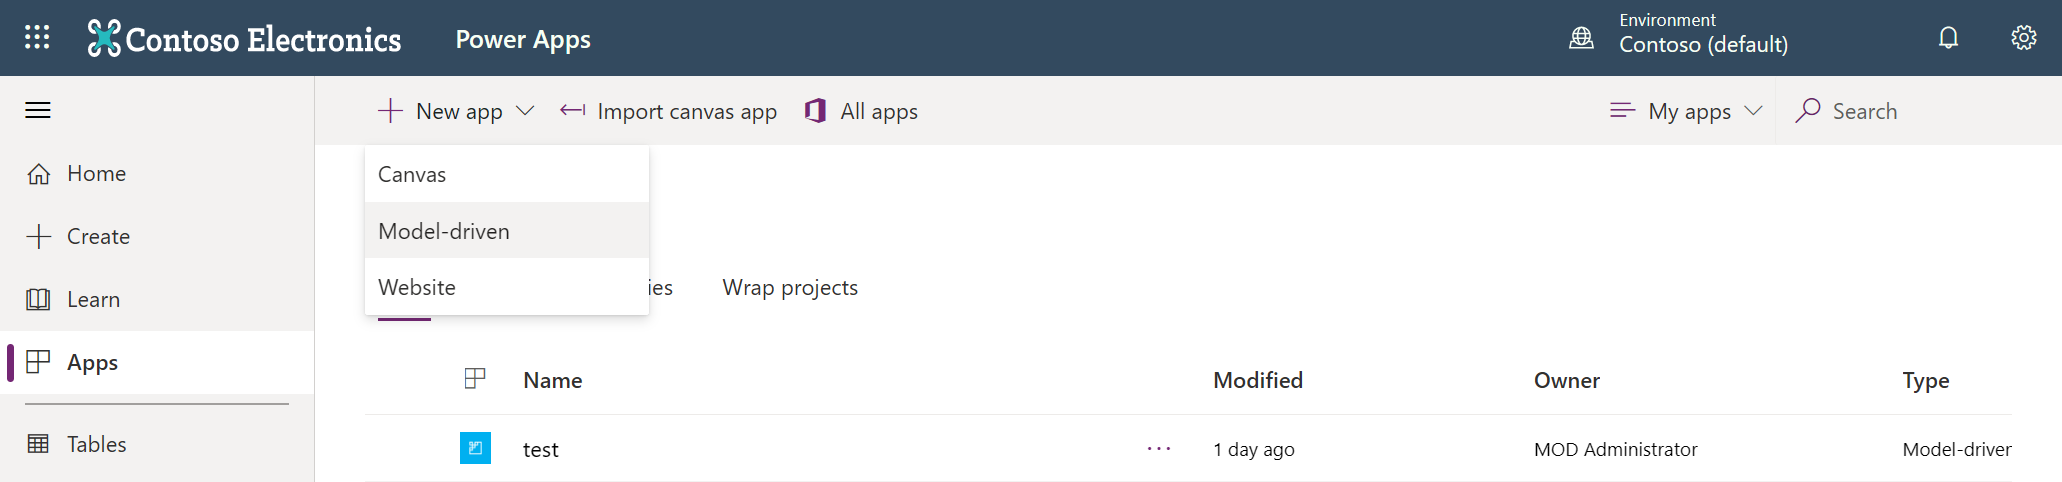 Contoso Electronics
Power Apps
Environment
Contoso (default)
New app
Import canvas app
All apps
My apps
Search
Home
Create
Learn
Apps
Tables
Canvas
Model-driven
Website
ies
Wrap projects
Name
Modified
Owner
Type
test
1 day ago
MOD Administrator
Model-driver